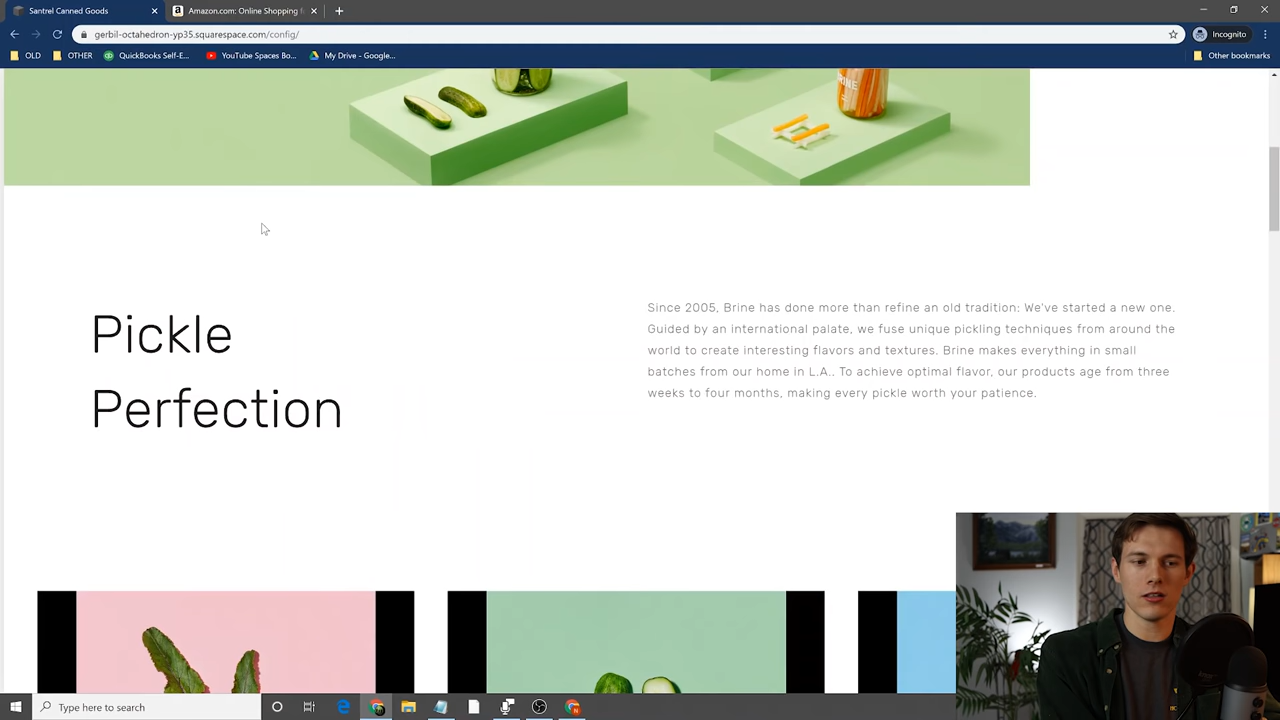 Santrel Canned Goods
Amazon.com: Online Shopping f
gerbil-octahedron-yp35.squarespace.com/config/
Incognito
OLD
OTHER
QuickBooks Self-E...
YouTube Spaces Bo...
My Drive - Google...
Other bookmarks
RINE
Pickle
Perfection
Since 2005, Brine has done more than refine an old tradition: We've started a new one.
Guided by an international palate, we fuse unique pickling techniques from around the
world to create interesting flavors and textures. Brine makes everything in small
batches from our home in L.A.. To achieve optimal flavor, our products age from three
weeks to four months, making every pickle worth your patience.
Type here to search